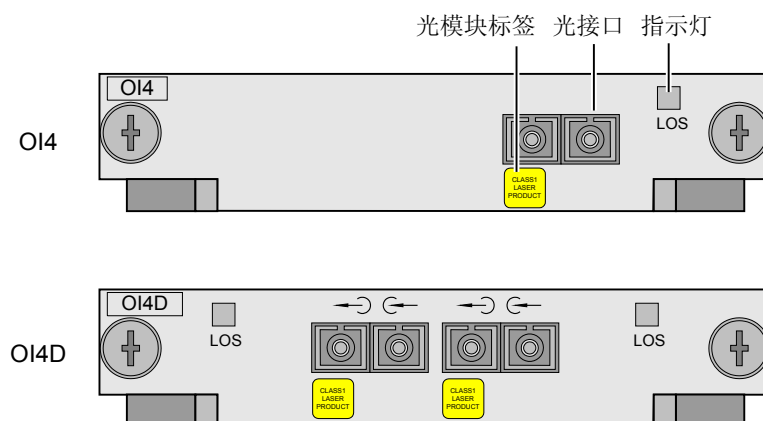 光模块标签 光接口 指示灯
OI4
LOS
OI4
CLASS1
LASER
PRODUCT
OI4D
LOS
LOS
OI4D
CLASS1
LASER
PRODUCT
CLASS1
LASER
PRODUCT